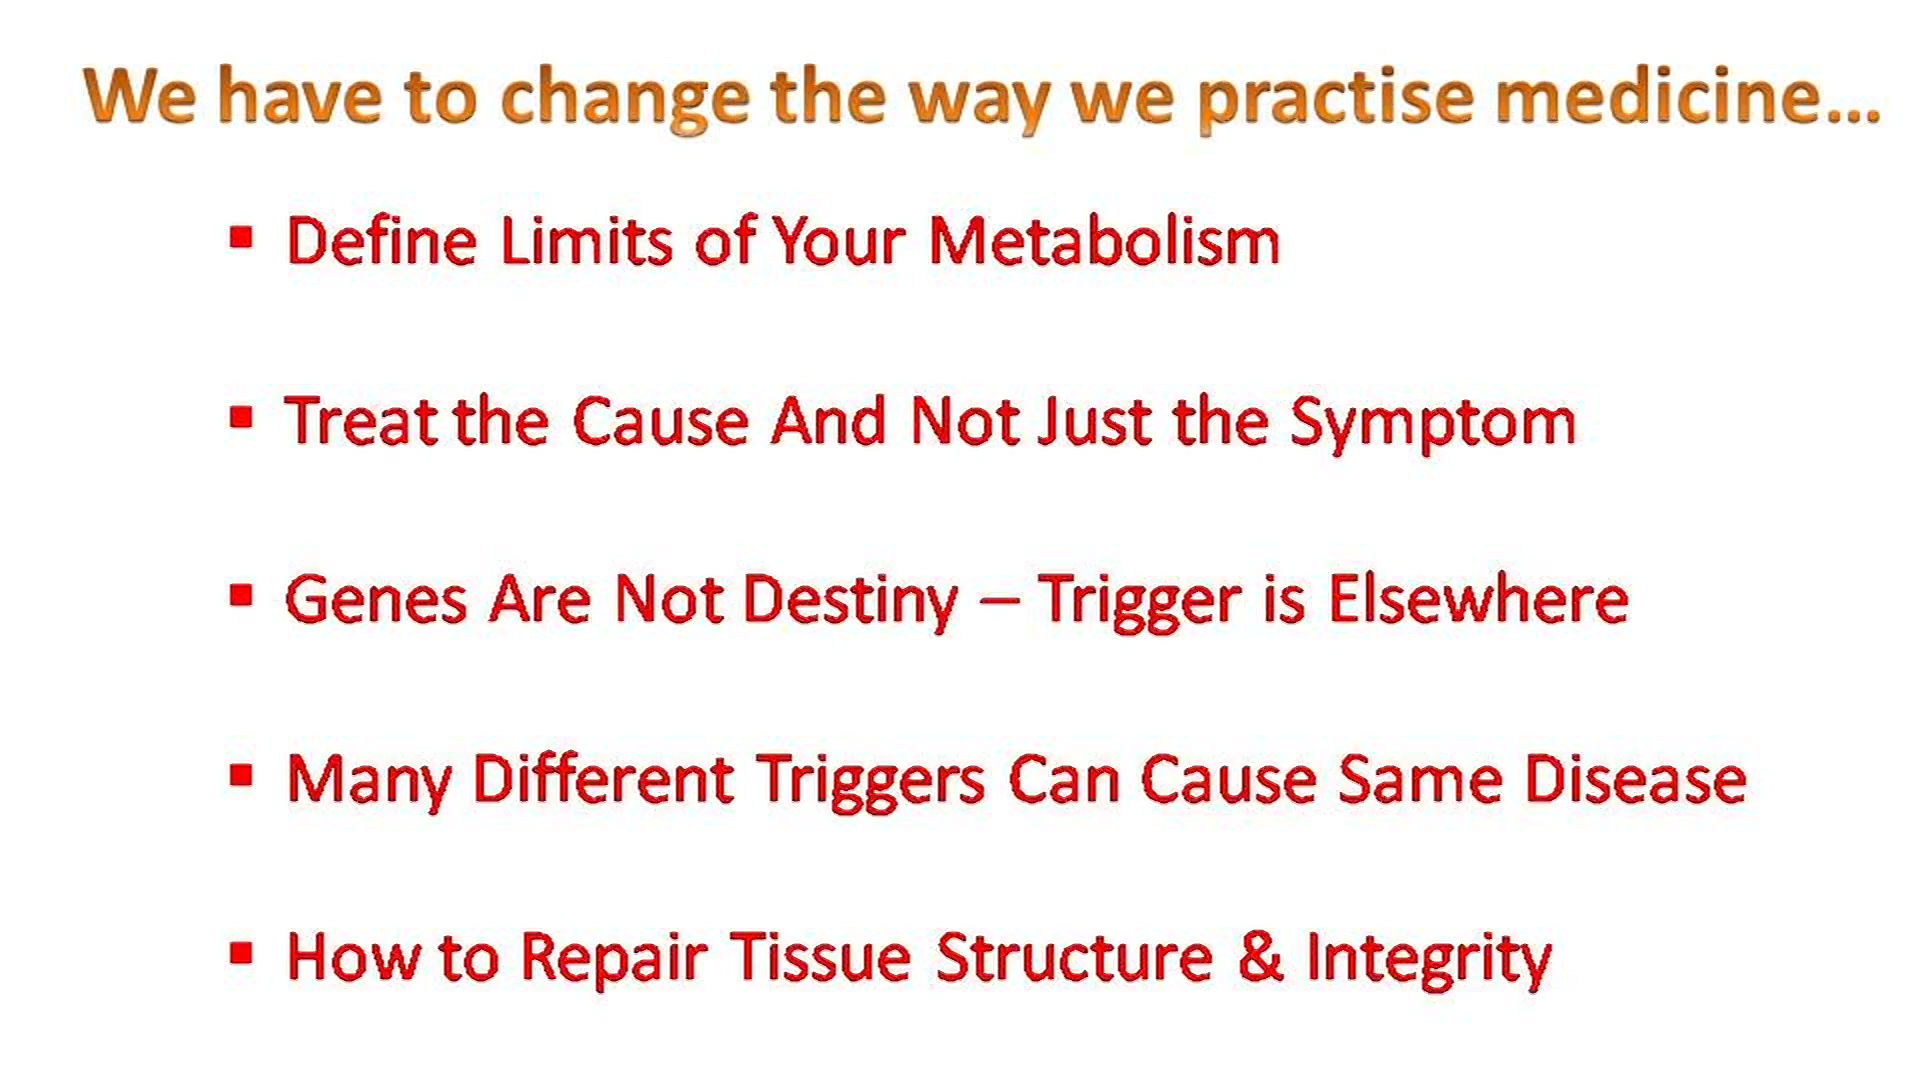 We have to change the way we practise medicine...
▪ Define Limits of Your Metabolism
▪ Treat the Cause And Not Just the Symptom
▪ Genes Are Not Destiny – Trigger is Elsewhere
▪ Many Different Triggers Can Cause Same Disease
▪ How to Repair Tissue Structure & Integrity